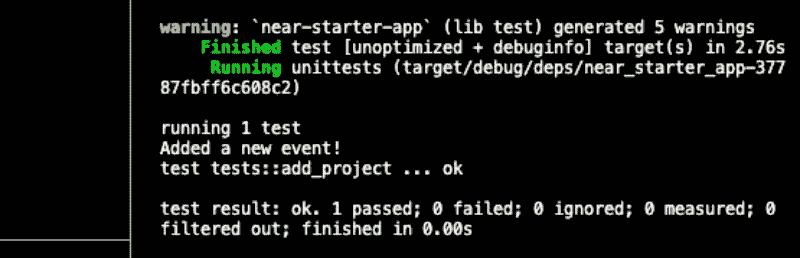 warning: `near-starter-app` (lib test) generated 5 warnings
Finished test [unoptimized + debuginfo] target(s) in 2.76s
Running unittests (target/debug/deps/near_starter_app-377
87fbff6c608c2)
running 1 test
Added a new event!
test tests::add_project ... ok
test result: ok. 1 passed; 0 failed; 0 ignored; 0 measured; 0
filtered out; finished in 0.00s